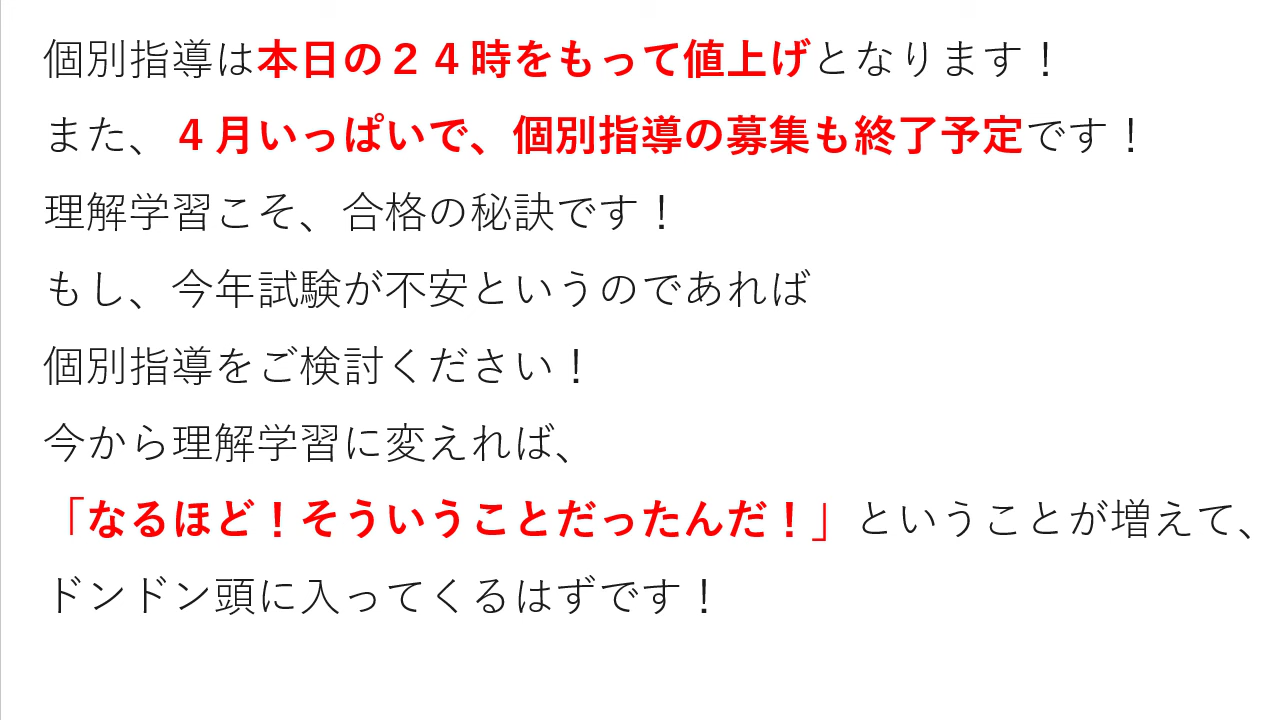 個別指導は本日の２４時をもって値上げとなります！
また、４月いっぱいで、個別指導の募集も終了予定です！
理解学習こそ、合格の秘訣です！
もし、今年試験が不安というのであれば
個別指導をご検討ください！
今から理解学習に変えれば、
「なるほど！そういうことだったんだ！」ということが増えて、
ドンドン頭に入ってくるはずです！